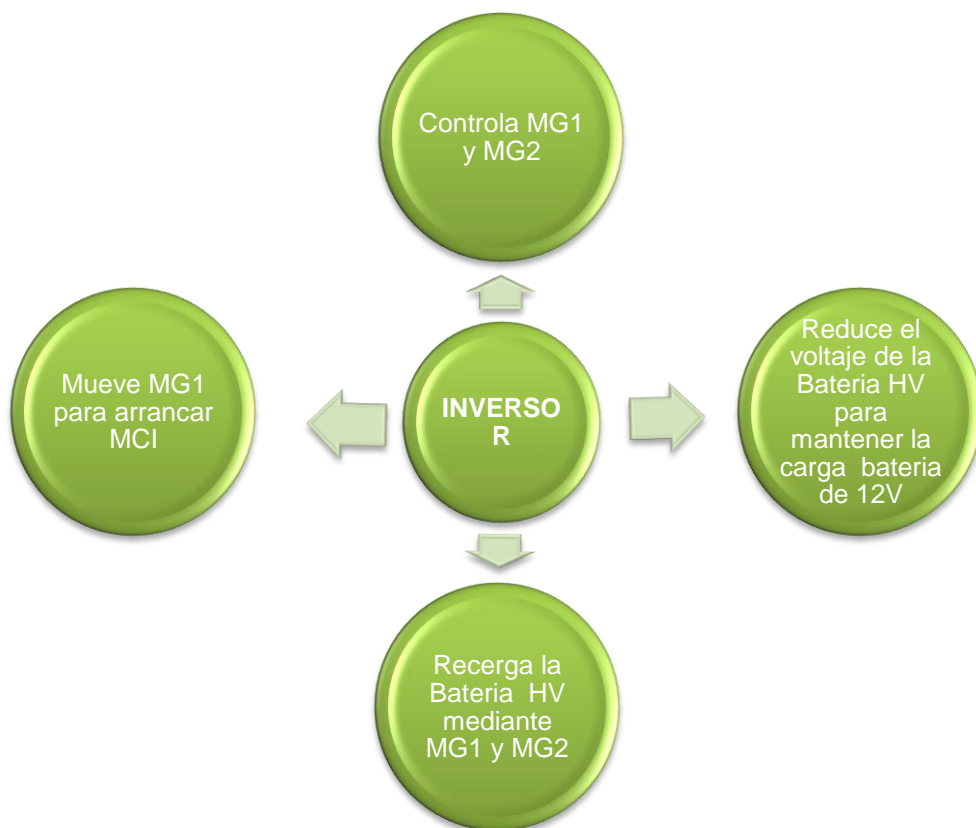 Controla MG1
y MG2
Mueve MG1
para arrancar
MCI
INVERSO
R
Reduce el
voltaje de la
Bateria HV
para
mantener la
carga bateria
de 12V
Recerga la
Bateria HV
mediante
MG1 y MG2